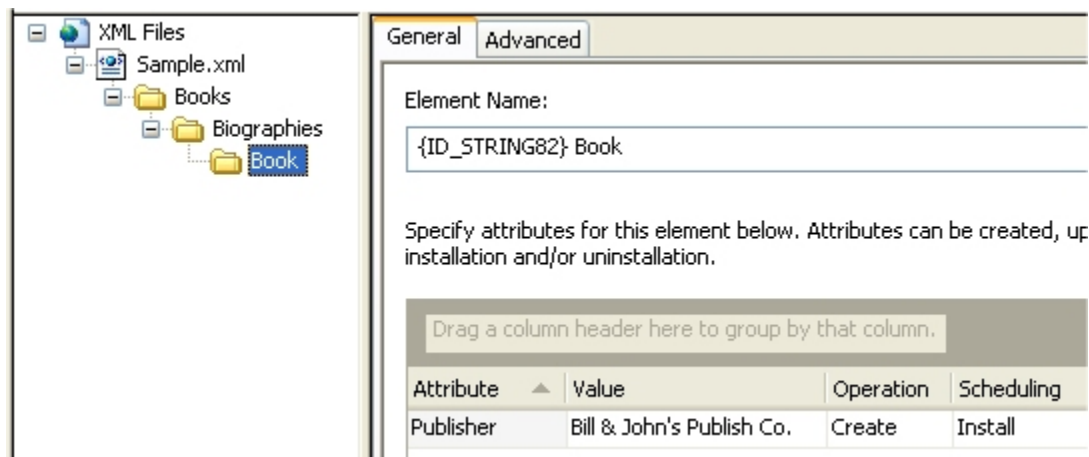 XML Files
Sample.xml
Books
Biographies
Book
General
Advanced
Element Name:
{ID_STRING82} Book
Specify attributes for this element below. Attributes can be created, up
installation and/or uninstallation.
Drag a column header here to group by that column.
Attribute Value Operation Scheduling
Publisher Bill & John's Publish Co. Create Install